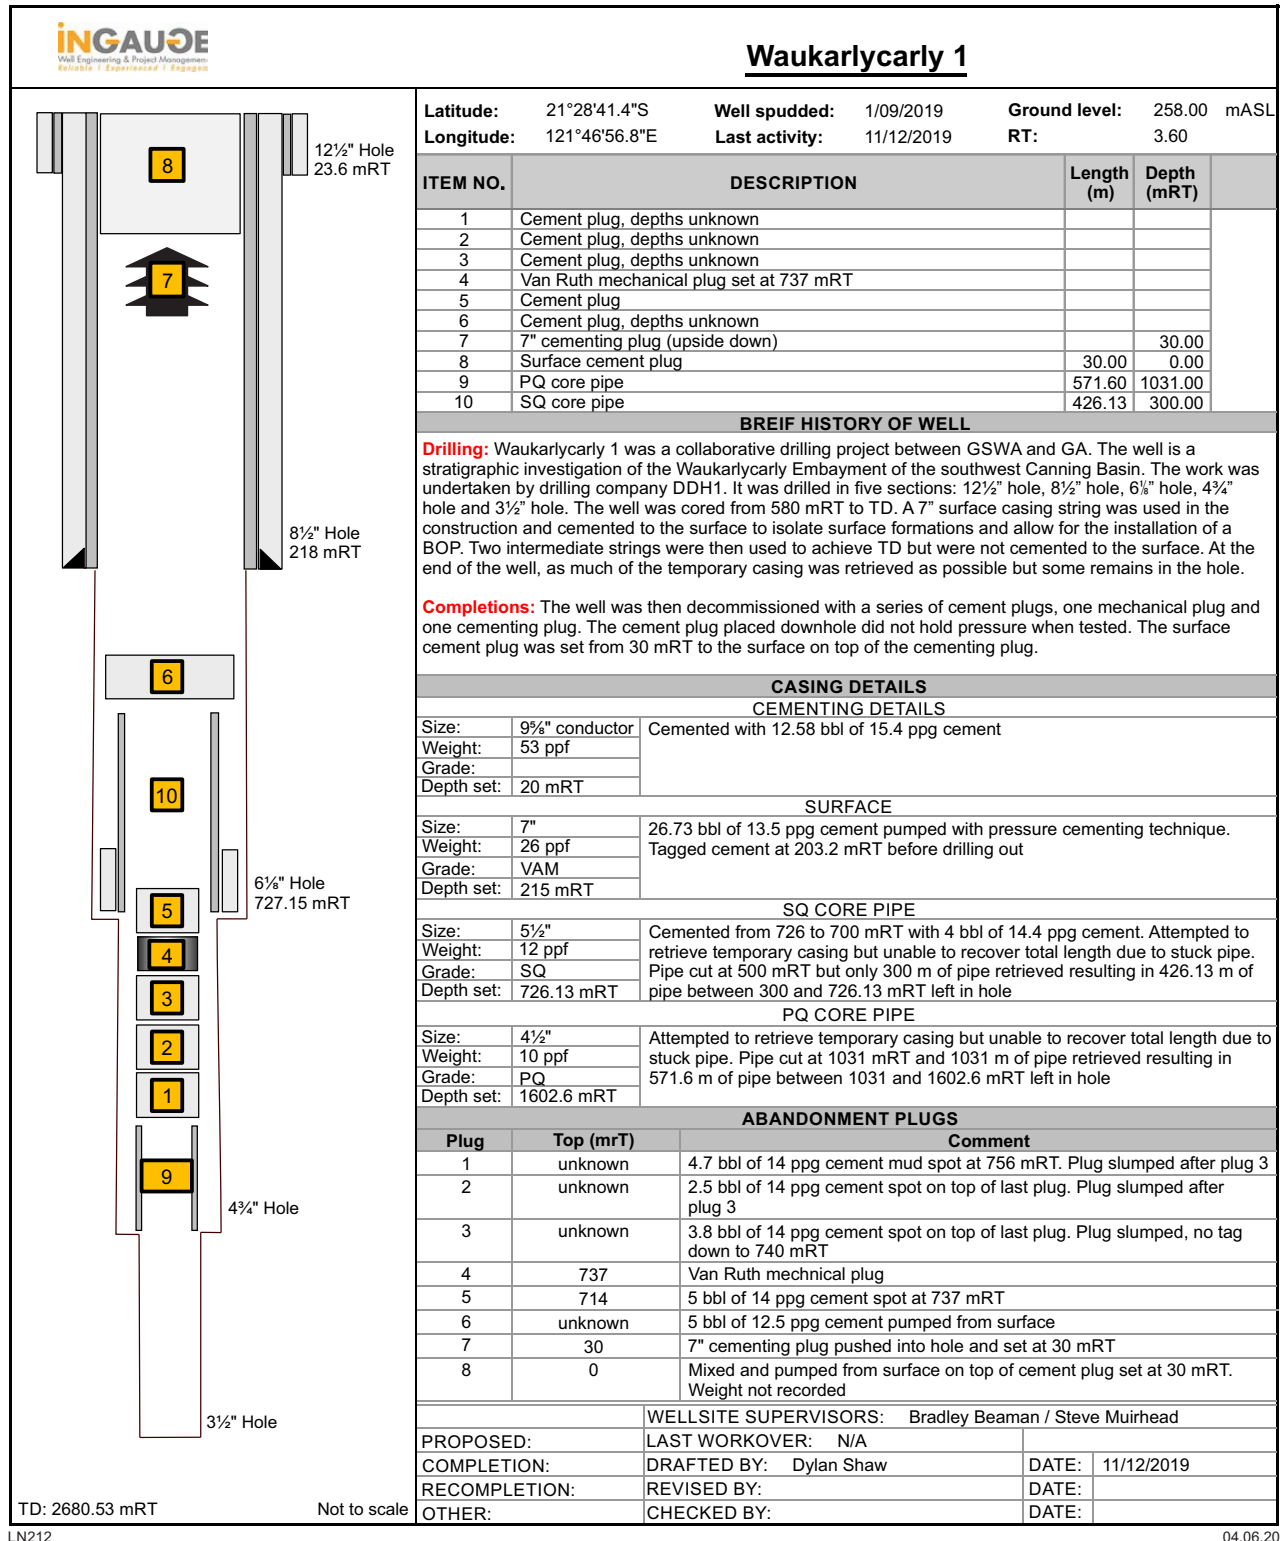 iNGAUGE
Well Engineering & Project Managemen
Reliable | Experienced | Engaged
Waukarlycarly 1
Latitude: 21°28'41.4"S Well spudded: 1/09/2019 Ground level: 258.00 mASL
Longitude: 121°46'56.8"E Last activity: 11/12/2019 RT: 3.60
ITEM NO. DESCRIPTION Length (m) Depth (mRT)
1 Cement plug, depths unknown
2 Cement plug, depths unknown
3 Cement plug, depths unknown
4 Van Ruth mechanical plug set at 737 mRT
5 Cement plug
6 Cement plug, depths unknown
7 7" cementing plug (upside down) 30.00
8 Surface cement plug 30.00 0.00
9 PQ core pipe 571.60 1031.00
10 SQ core pipe 426.13 300.00
BREIF HISTORY OF WELL
Drilling: Waukarlycarly 1 was a collaborative drilling project between GSWA and GA. The well is a
stratigraphic investigation of the Waukarlycarly Embayment of the southwest Canning Basin. The work was
undertaken by drilling company DDH1. It was drilled in five sections: 12½” hole, 8½” hole, 6⅛” hole, 4¾”
hole and 3½” hole. The well was cored from 580 mRT to TD. A 7” surface casing string was used in the
construction and cemented to the surface to isolate surface formations and allow for the installation of a
BOP. Two intermediate strings were then used to achieve TD but were not cemented to the surface. At the
end of the well, as much of the temporary casing was retrieved as possible but some remains in the hole.
Completions: The well was then decommissioned with a series of cement plugs, one mechanical plug and
one cementing plug. The cement plug placed downhole did not hold pressure when tested. The surface
cement plug was set from 30 mRT to the surface on top of the cementing plug.
CASING DETAILS
CEMENTING DETAILS
Size: 9⅝" conductor Cemented with 12.58 bbl of 15.4 ppg cement
Weight: 53 ppf
Grade:
Depth set: 20 mRT
SURFACE
Size: 7" 26.73 bbl of 13.5 ppg cement pumped with pressure cementing technique.
Weight: 26 ppf Tagged cement at 203.2 mRT before drilling out
Grade: VAM
Depth set: 215 mRT
SQ CORE PIPE
Size: 5½" Cemented from 726 to 700 mRT with 4 bbl of 14.4 ppg cement. Attempted to
Weight: 12 ppf retrieve temporary casing but unable to recover total length due to stuck pipe.
Grade: SQ Pipe cut at 500 mRT but only 300 m of pipe retrieved resulting in 426.13 m of
Depth set: 726.13 mRT pipe between 300 and 726.13 mRT left in hole
PQ CORE PIPE
Size: 4½" Attempted to retrieve temporary casing but unable to recover total length due to
Weight: 10 ppf stuck pipe. Pipe cut at 1031 mRT and 1031 m of pipe retrieved resulting in
Grade: PQ 571.6 m of pipe between 1031 and 1602.6 mRT left in hole
Depth set: 1602.6 mRT
ABANDONMENT PLUGS
Plug Top (mrT) Comment
1 unknown 4.7 bbl of 14 ppg cement mud spot at 756 mRT. Plug slumped after plug 3
2 unknown 2.5 bbl of 14 ppg cement spot on top of last plug. Plug slumped after
plug 3
3 unknown 3.8 bbl of 14 ppg cement spot on top of last plug. Plug slumped, no tag
down to 740 mRT
4 737 Van Ruth mechnical plug
5 714 5 bbl of 14 ppg cement spot at 737 mRT
6 unknown 5 bbl of 12.5 ppg cement pumped from surface
7 30 7" cementing plug pushed into hole and set at 30 mRT
8 0 Mixed and pumped from surface on top of cement plug set at 30 mRT.
Weight not recorded
WELLSITE SUPERVISORS: Bradley Beaman / Steve Muirhead
PROPOSED: LAST WORKOVER: N/A
COMPLETION: DRAFTED BY: Dylan Shaw DATE: 11/12/2019
RECOMPLETION: REVISED BY: DATE:
OTHER: CHECKED BY: DATE:
8
12½" Hole
23.6 mRT
7
8½" Hole
218 mRT
6
10
6⅛" Hole
727.15 mRT
5
4
3
2
1
9
4¾" Hole
3½" Hole
TD: 2680.53 mRT Not to scale
LN212 04.06.20